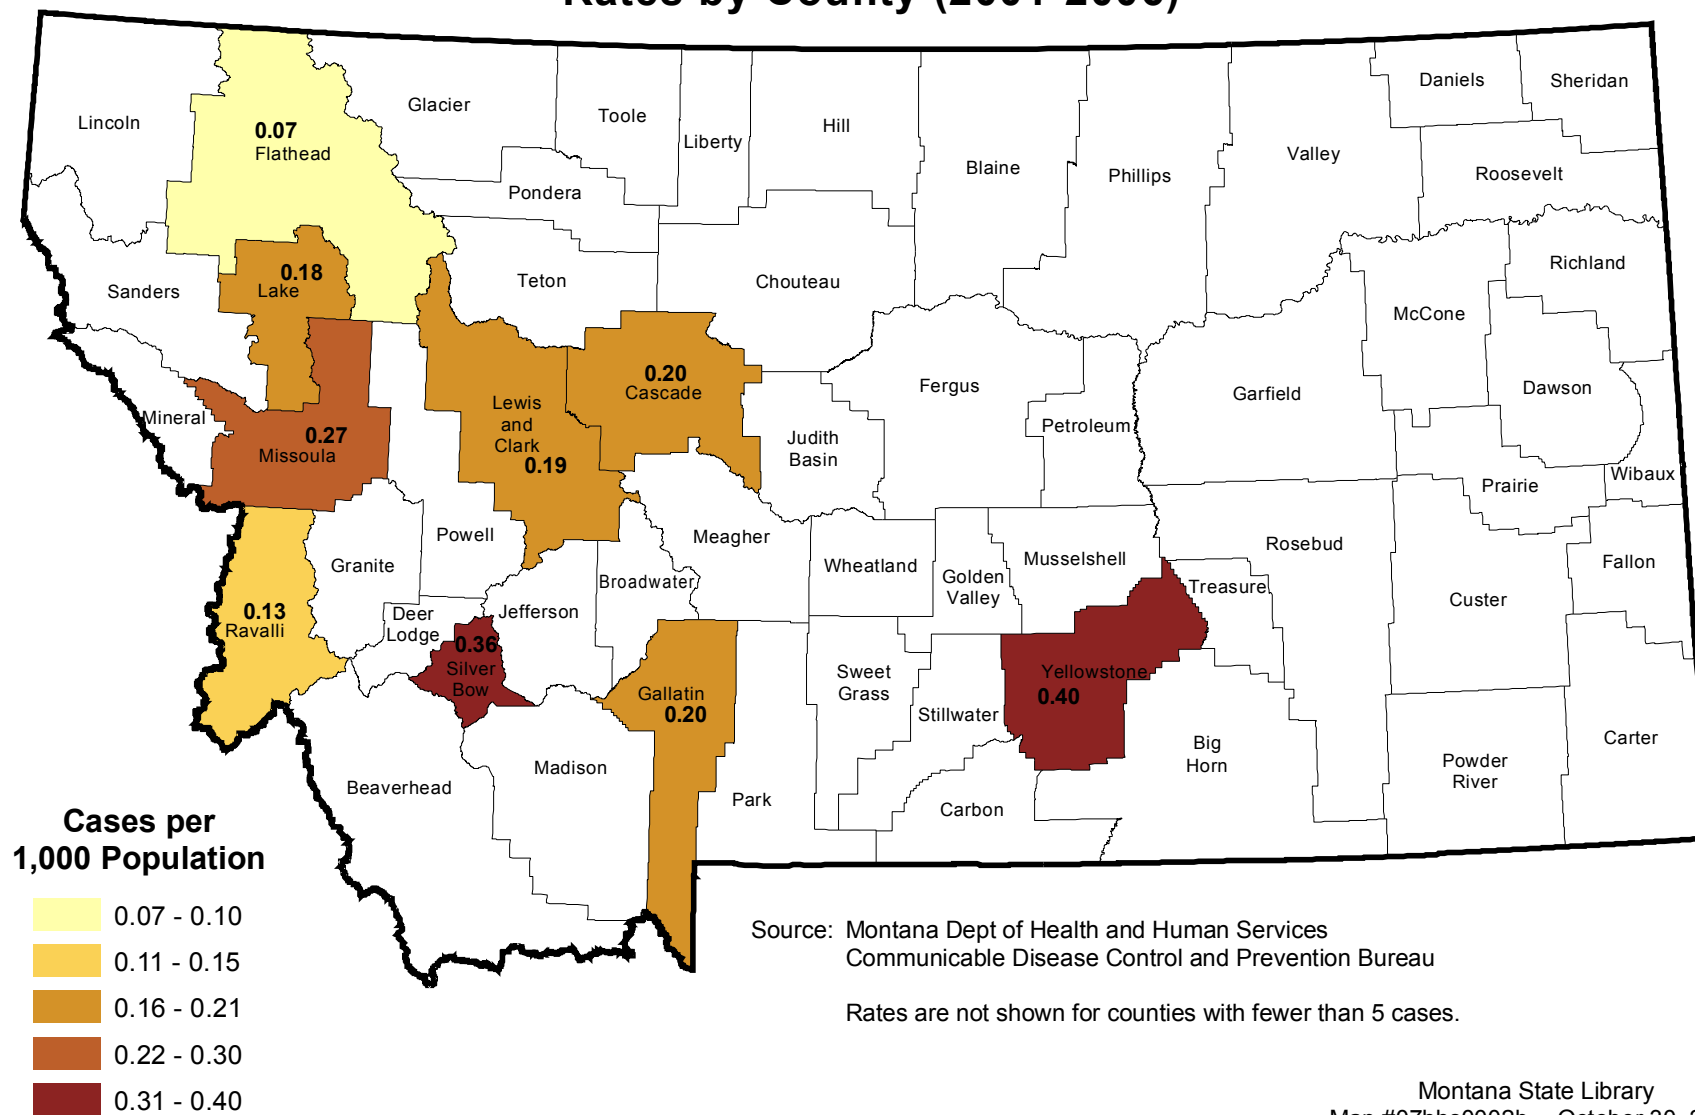 Rates by County (2001-2006)
Lincoln
0.07
Flathead
Glacier
Toole
Liberty
Hill
Blaine
Phillips
Valley
Daniels
Sheridan
Roosevelt
Pondera
Sanders
0.18
Lake
Teton
Chouteau
Richland
McCone
Mineral
0.27
Missoula
Lewis
and
Clark
0.19
0.20
Cascade
Judith
Basin
Fergus
Petroleum
Garfield
Dawson
Prairie
Wibaux
Powell
Granite
Meagher
Wheatland
Golden
Valley
Musselshell
Rosebud
Treasure
Custer
Fallon
0.13
Ravalli
Deer
Lodge
Jefferson
Broadwater
0.36
Silver
Bow
Gallatin
0.20
Sweet
Grass
Stillwater
Yellowstone
0.40
Big
Horn
Powder
River
Carter
Beaverhead
Madison
Park
Carbon
Cases per
1,000 Population
0.07 - 0.10
0.11 - 0.15
0.16 - 0.21
0.22 - 0.30
0.31 - 0.40
Source: Montana Dept of Health and Human Services
Communicable Disease Control and Prevention Bureau
Rates are not shown for counties with fewer than 5 cases.
Montana State Library
October 30,